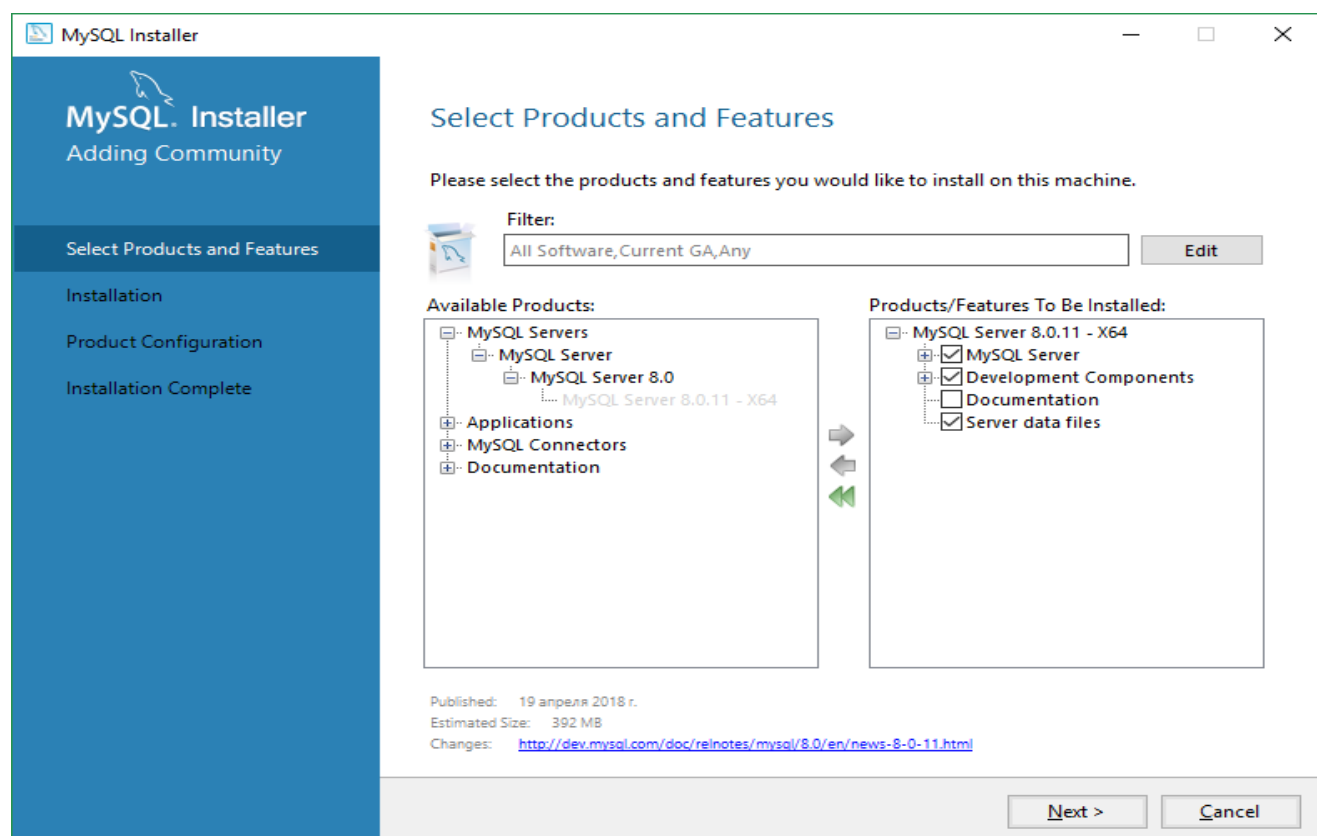 MySQL Installer
MySQL. Installer
Adding Community
Select Products and Features
Installation
Product Configuration
Installation Complete
Select Products and Features
Please select the products and features you would like to install on this machine.
Filter:
All Software,Current GA,Any
Edit
Available Products:
MySQL Servers
MySQL Server
MySQL Server 8.0
MySQL Server 8.0.11 - X64
Applications
MySQL Connectors
Documentation
Products/Features To Be Installed:
MySQL Server 8.0.11 - X64
MySQL Server
Development Components
Documentation
Server data files
Published: 19 апреля 2018 г.
Estimated Size: 392 MB
Changes: http://dev.mysql.com/doc/relnotes/mysql/8.0/en/news-8-0-11.html
Next >
Cancel